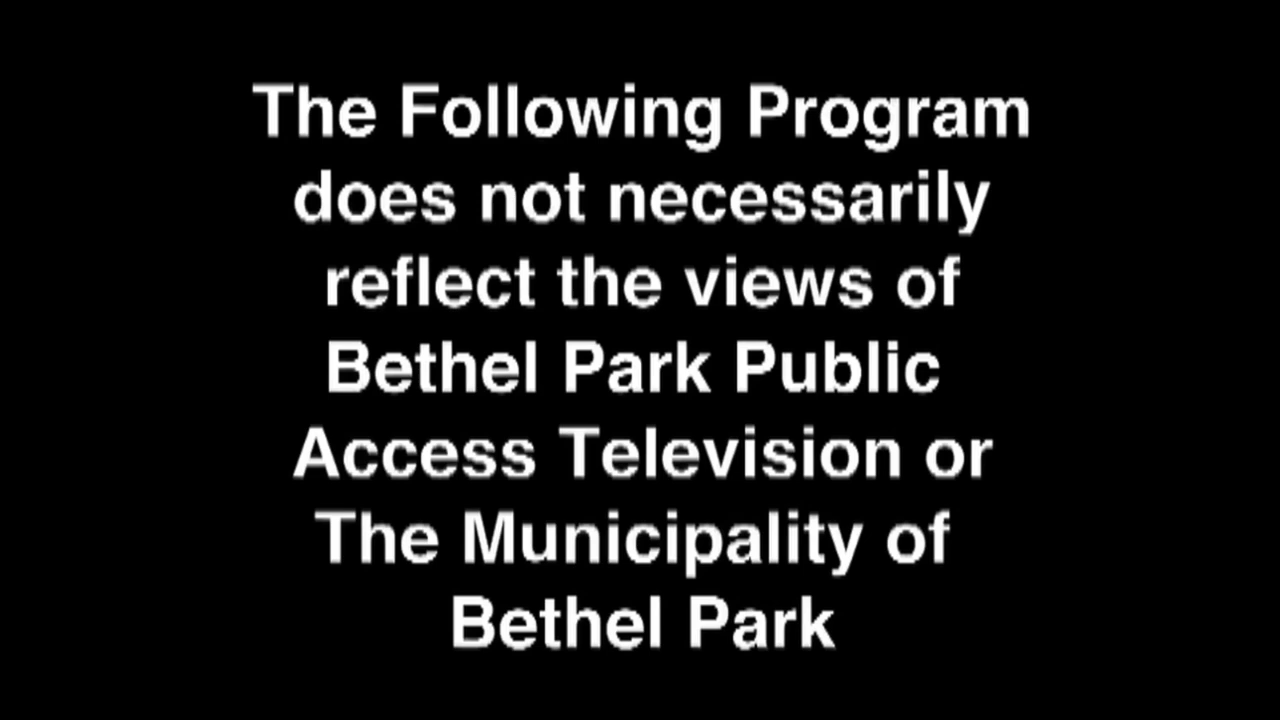 The Following Program
does not necessarily
reflect the views of
Bethel Park Public
Access Television or
The Municipality of
Bethel Park